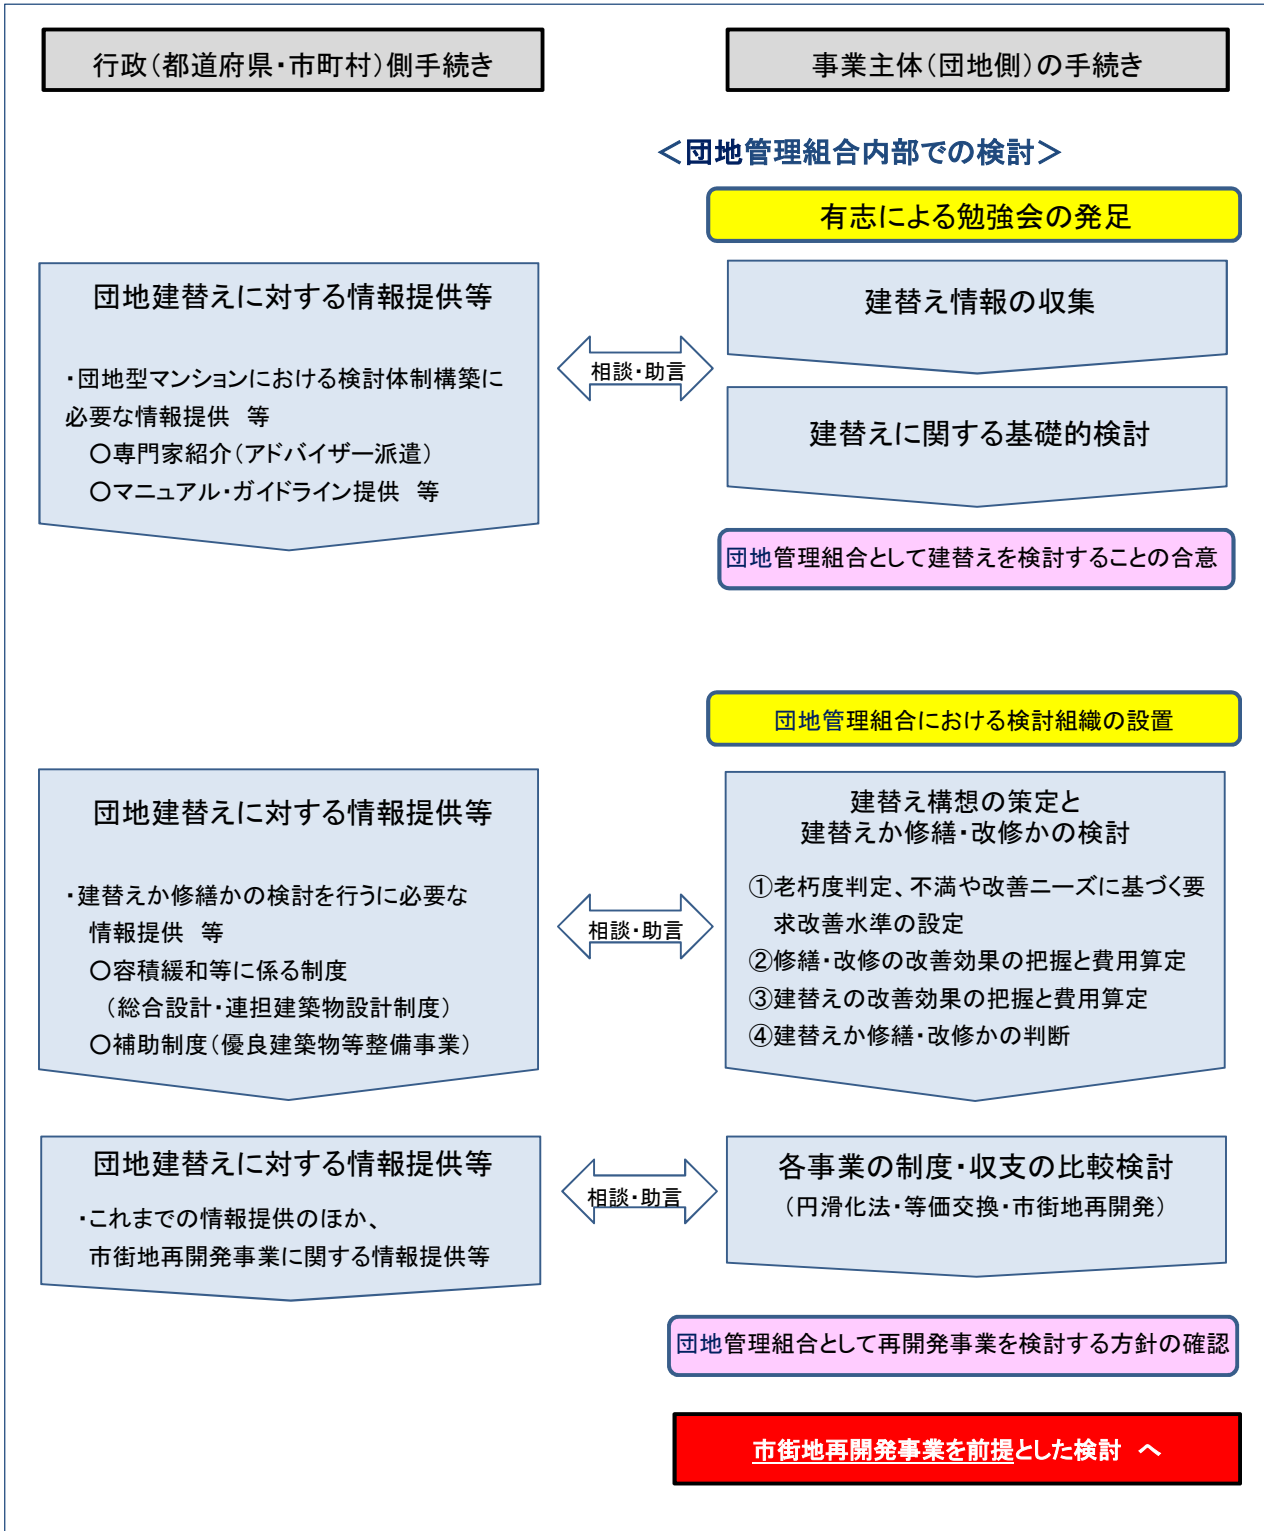 行政(都道府県・市町村)側手続き
事業主体(団地側)の手続き
<団地管理組合内部での検討>
有志による勉強会の発足
団地建替えに対する情報提供等
・団地型マンションにおける検討体制構築に
必要な情報提供 等
○専門家紹介(アドバイザー派遣)
○マニュアル・ガイドライン提供 等
相談・助言
建替え情報の収集
建替えに関する基礎的検討
団地管理組合として建替えを検討することの合意
団地管理組合における検討組織の設置
団地建替えに対する情報提供等
・建替えか修繕かの検討を行うに必要な
情報提供 等
○容積緩和等に係る制度
(総合設計・連担建築物設計制度)
○補助制度(優良建築物等整備事業)
相談・助言
建替え構想の策定と
建替えか修繕・改修かの検討
①老朽度判定、不満や改善ニーズに基づく要
求改善水準の設定
②修繕・改修の改善効果の把握と費用算定
③建替えの改善効果の把握と費用算定
④建替えか修繕・改修かの判断
団地建替えに対する情報提供等
・これまでの情報提供のほか、
市街地再開発事業に関する情報提供等
相談・助言
各事業の制度・収支の比較検討
(円滑化法・等価交換・市街地再開発)
団地管理組合として再開発事業を検討する方針の確認
市街地再開発事業を前提とした検討 へ